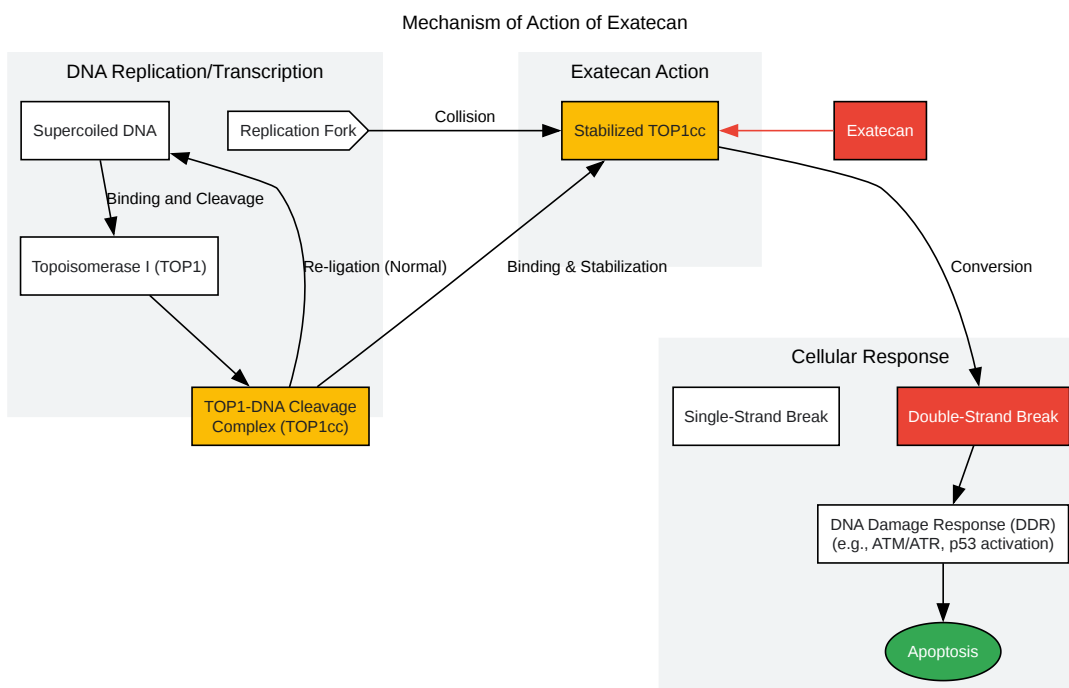 Mechanism of Action of Exatecan
DNA Replication/Transcription
Exatecan Action
Supercoiled DNA
Replication Fork
Collision
Stabilized TOP1cc
Exatecan
Binding and Cleavage
Topoisomerase I (TOP1)
Re-ligation (Normal)
Binding & Stabilization
Conversion
TOP1-DNA Cleavage
Complex (TOP1cc)
Cellular Response
Single-Strand Break
Double-Strand Break
DNA Damage Response (DDR)
(e.g., ATM/ATR, p53 activation)
Apoptosis